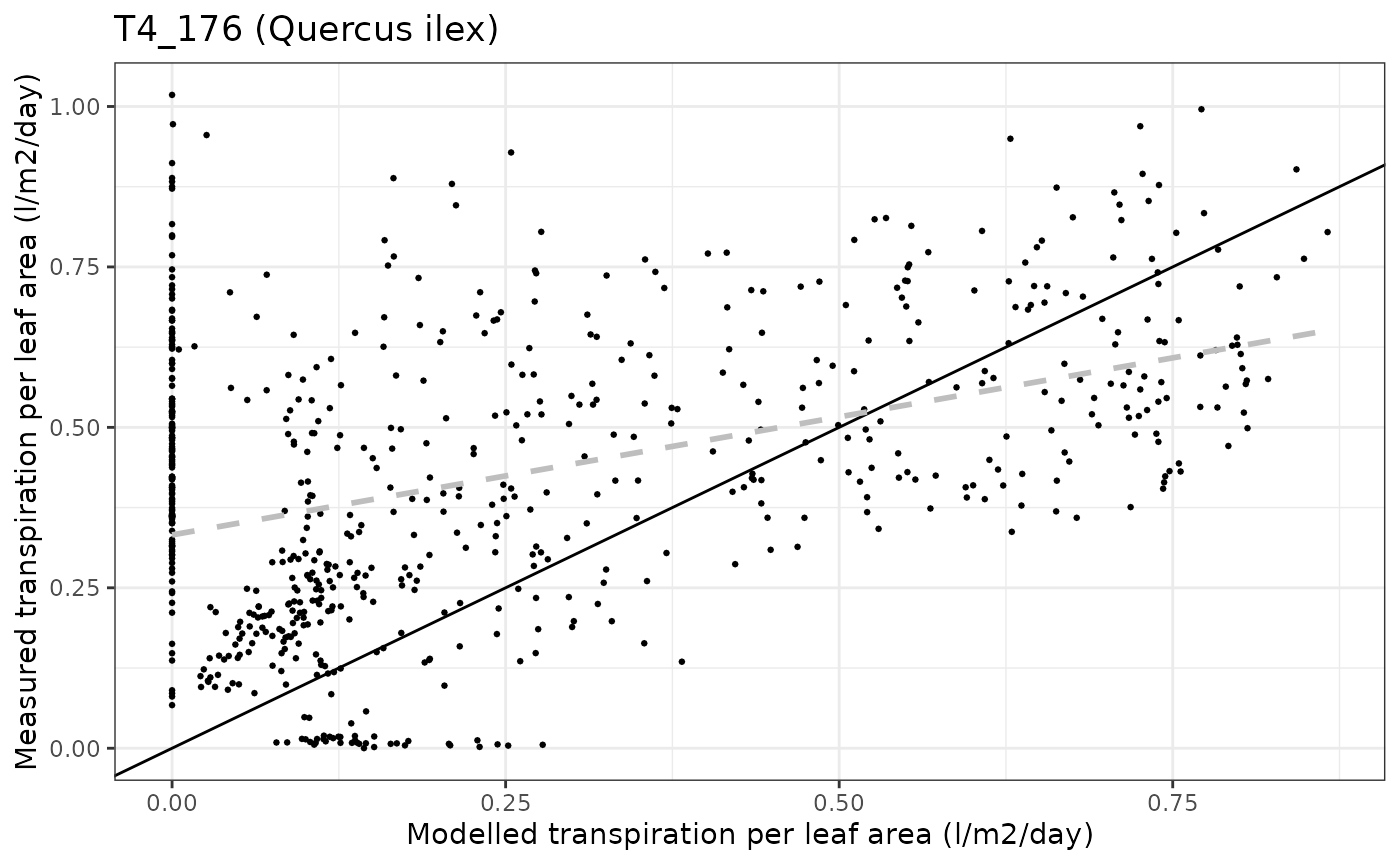 T4_176 (Quercus ilex)
Measured transpiration per leaf area (l/m2/day)
1.00
0.75
0.50
0.25
0.00
0.00 0.25 0.50 0.75
Modelled transpiration per leaf area (l/m2/day)